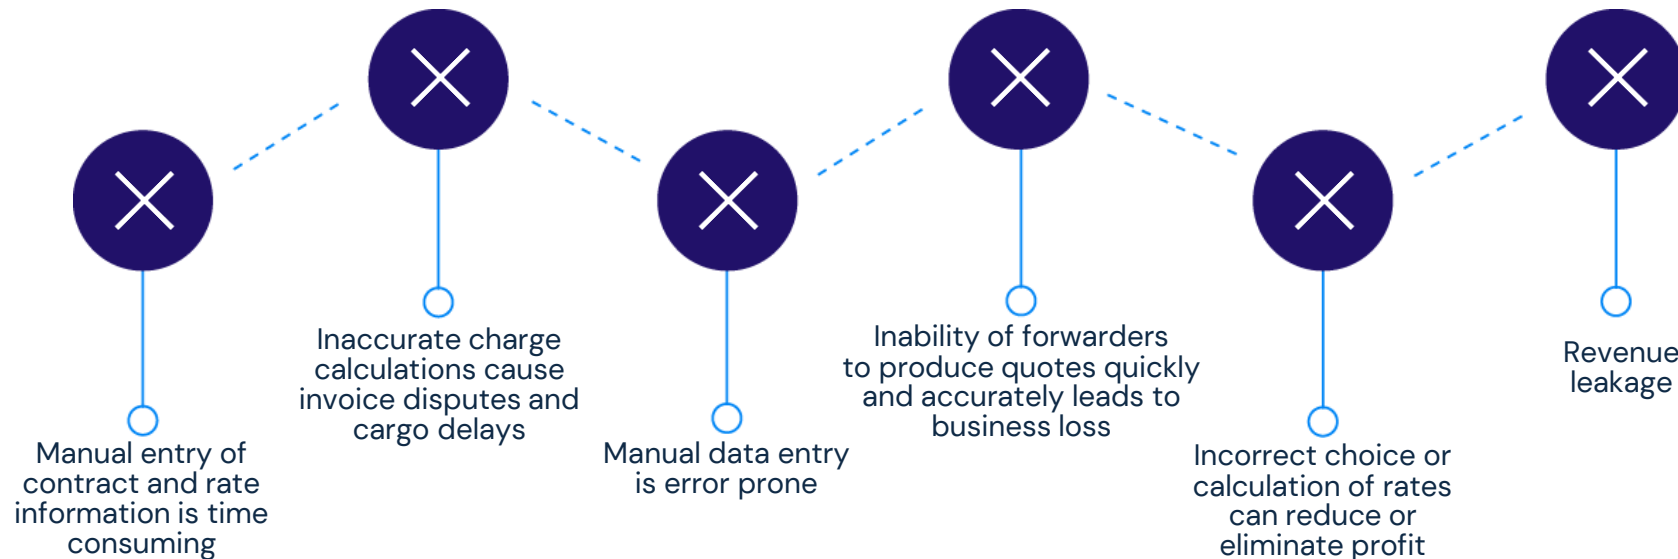 Manual entry of
contract and rate
information is time
consuming
Inaccurate charge
calculations cause
invoice disputes and
cargo delays
Manual data entry
is error prone
Inability of forwarders
to produce quotes quickly
and accurately leads to
business loss
Incorrect choice or
calculation of rates
can reduce or
eliminate profit
Revenue
leakage